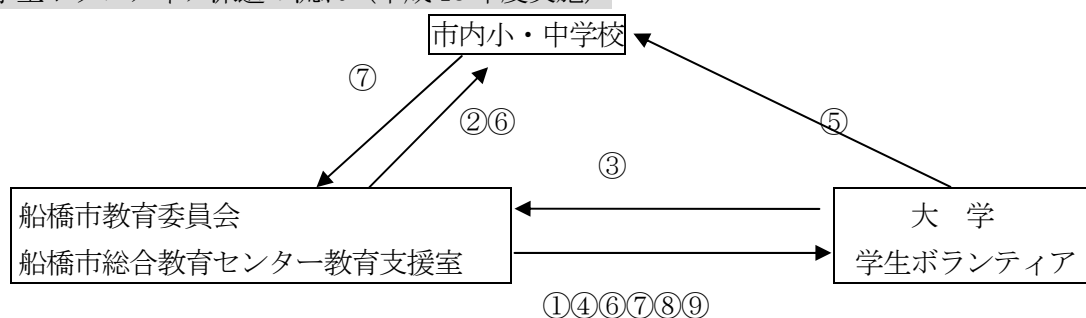 市内小・中学校
⑦
②⑥
⑤
③
船橋市教育委員会
船橋市総合教育センター教育支援室
大　学
学生ボランティア
①④⑥⑦⑧⑨